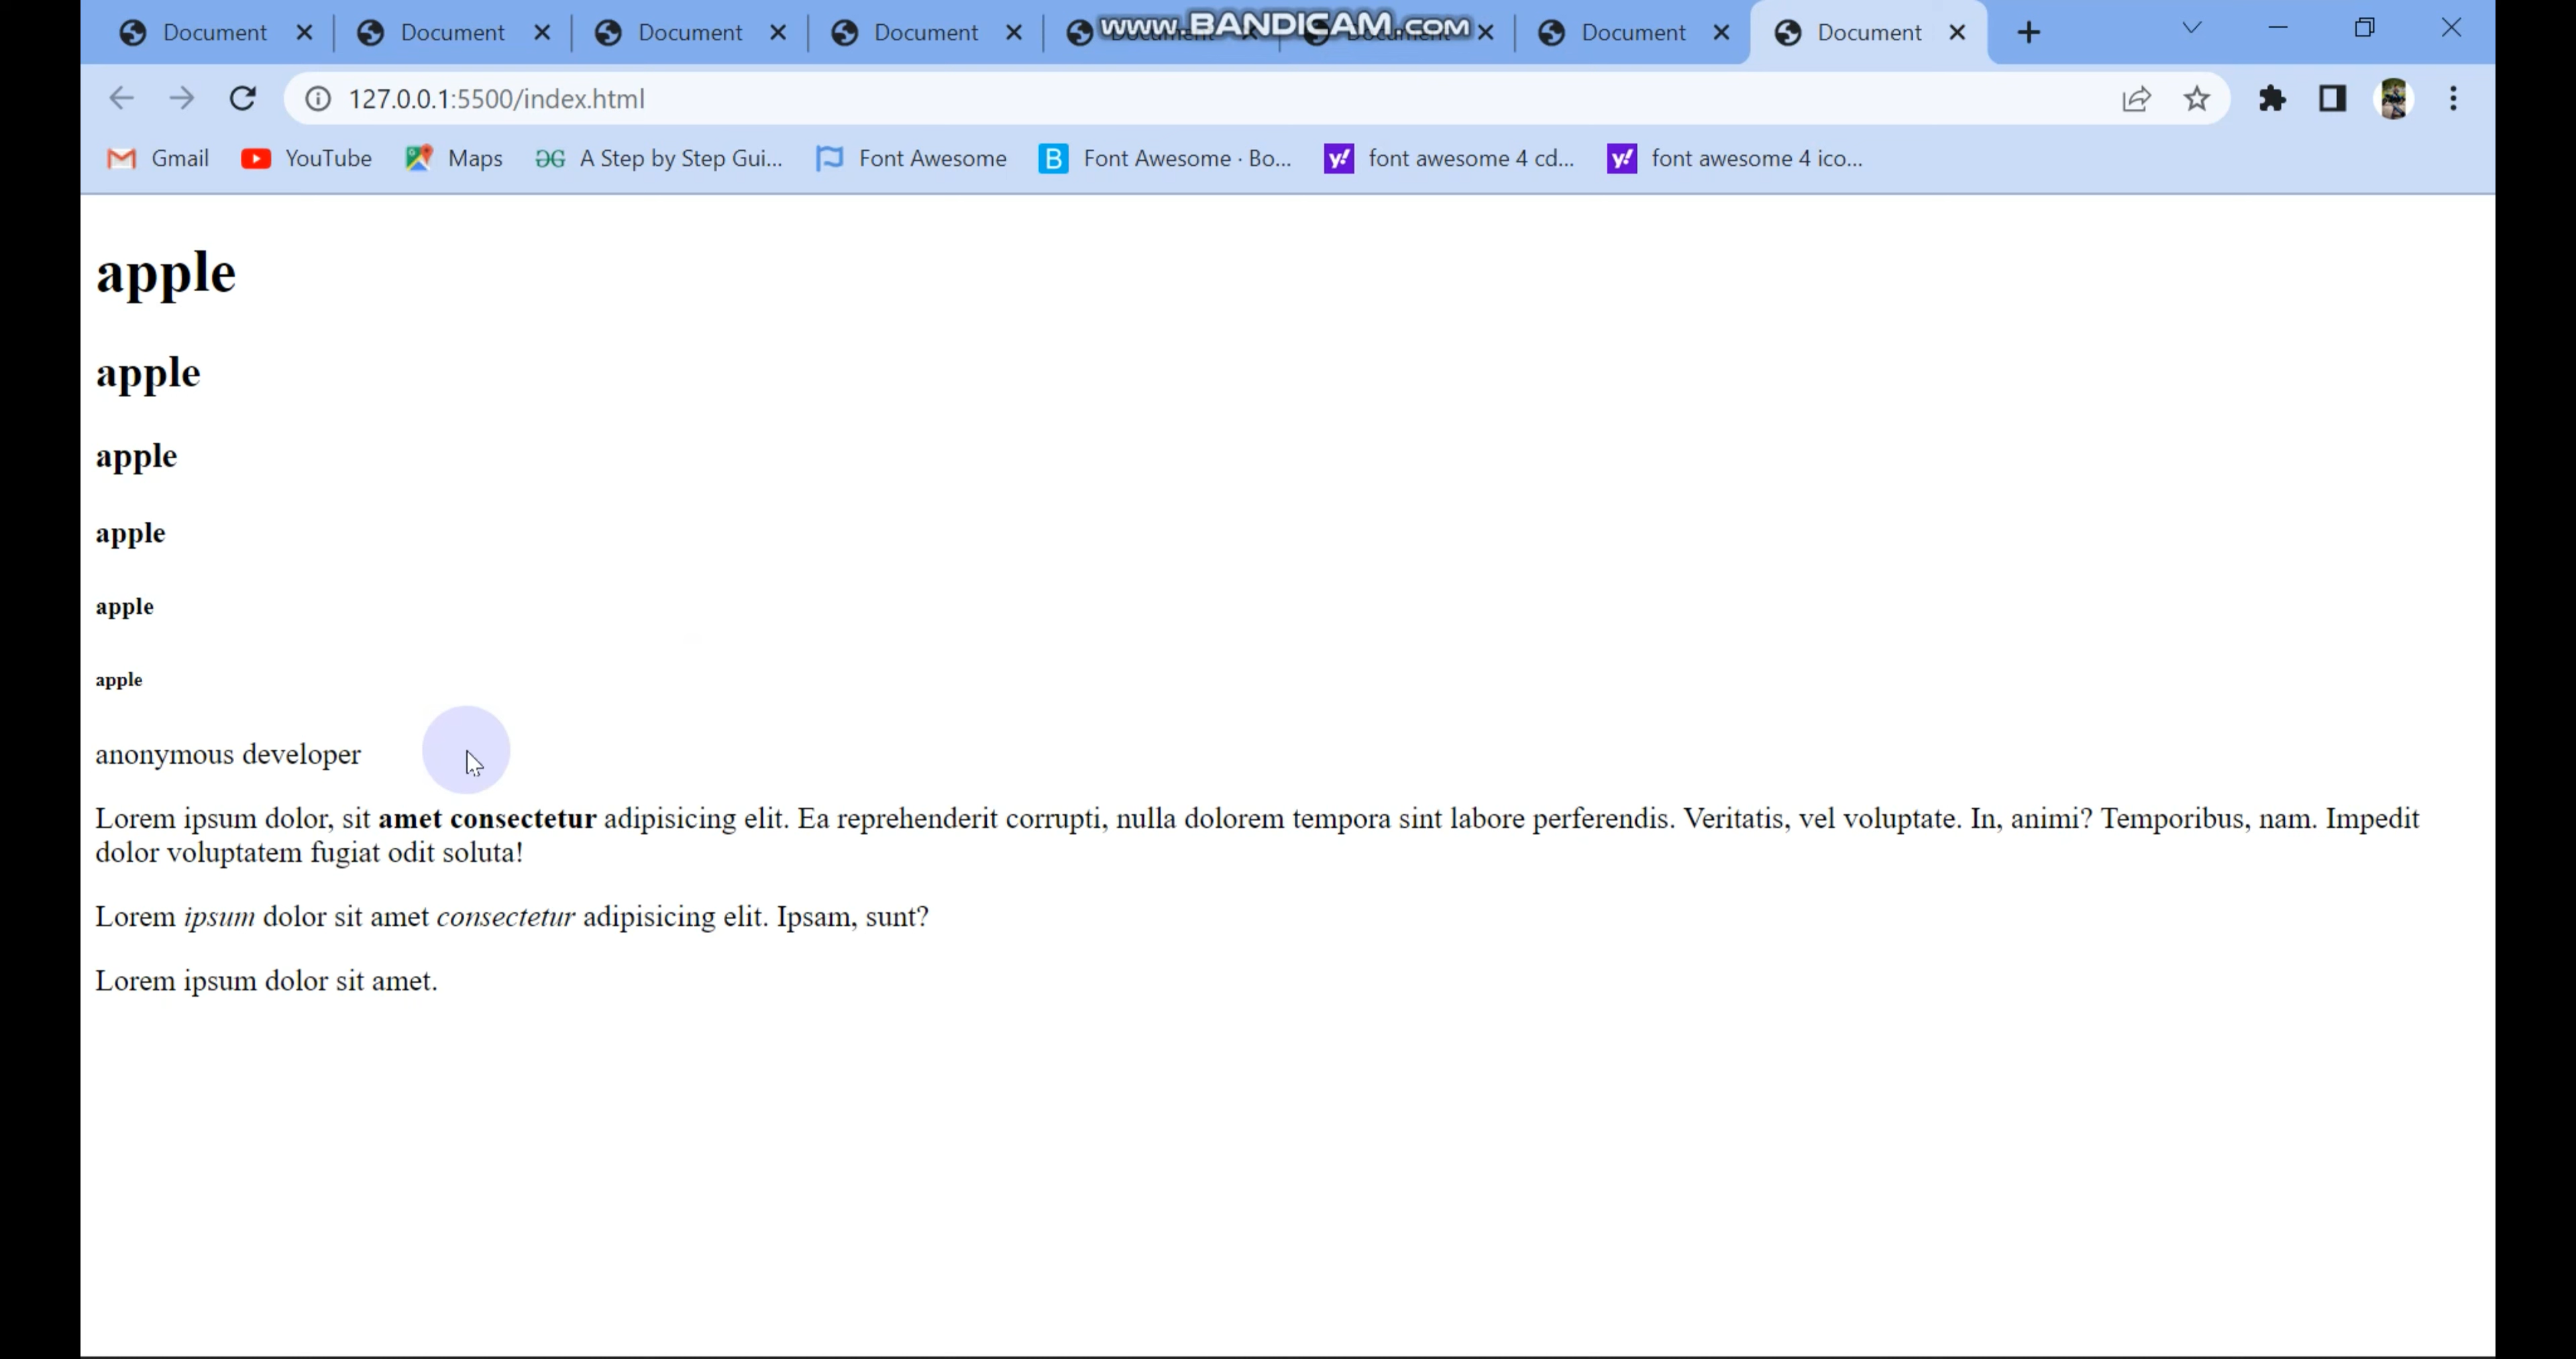 Document Document Document Document Document Document Document Document
www.BANDICAM.com
127.0.0.1:5500/index.html
Gmail YouTube Maps A Step by Step Gui... Font Awesome B Font Awesome · Bo... y! font awesome 4 cd... y! font awesome 4 ico...
apple
apple
apple
apple
apple
apple
anonymous developer
Lorem ipsum dolor, sit amet consectetur adipisicing elit. Ea reprehenderit corrupti, nulla dolorem tempora sint labore perferendis. Veritatis, vel voluptate. In, animi? Temporibus, nam. Impedit
dolor voluptatem fugiat odit soluta!
Lorem ipsum dolor sit amet consectetur adipisicing elit. Ipsam, sunt?
Lorem ipsum dolor sit amet.